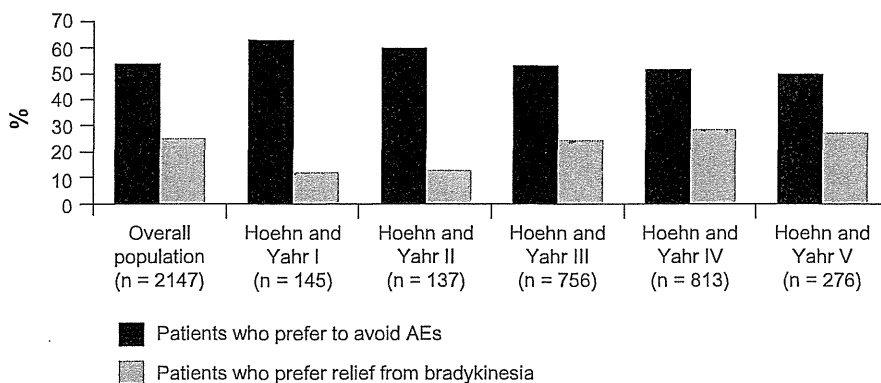 70
60
50
40
30
20
10
0
%
Overall population (n = 2147)
Hoehn and Yahr I (n = 145)
Hoehn and Yahr II (n = 137)
Hoehn and Yahr III (n = 756)
Hoehn and Yahr IV (n = 813)
Hoehn and Yahr V (n = 276)
Patients who prefer to avoid AEs
Patients who prefer relief from bradykinesia